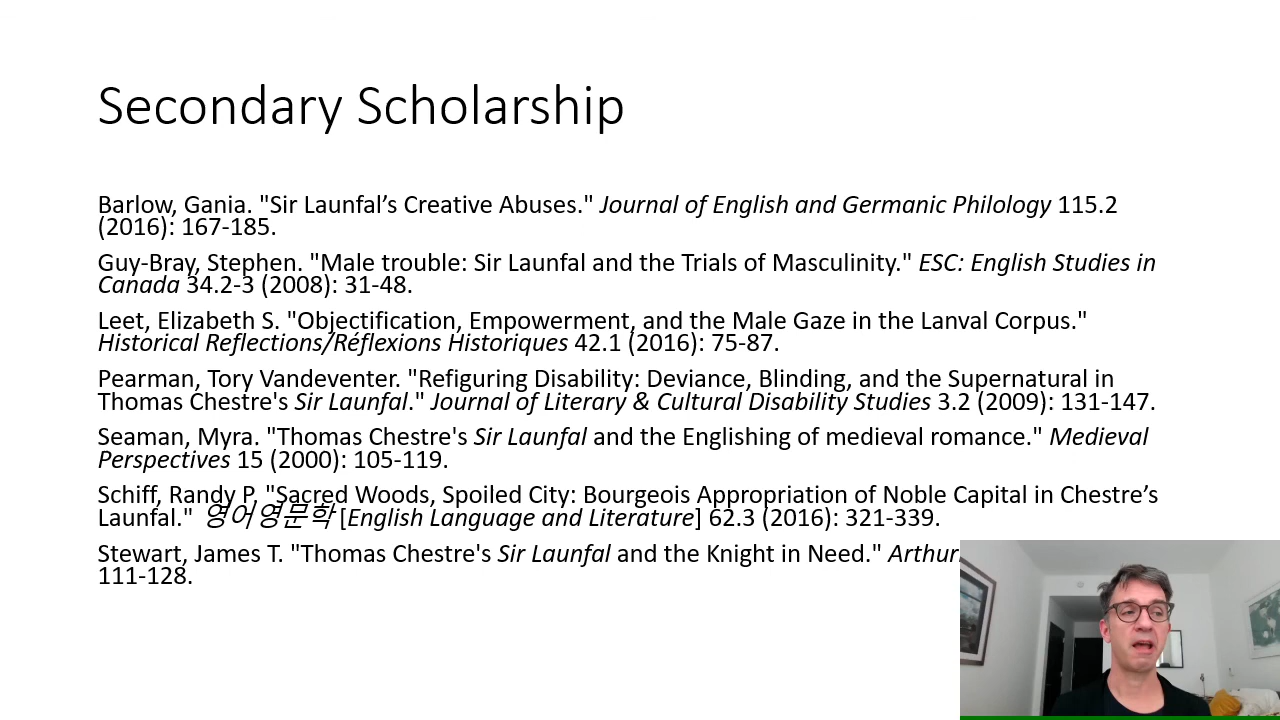 Secondary Scholarship
Barlow, Gania. "Sir Launfal’s Creative Abuses." Journal of English and Germanic Philology 115.2
(2016): 167-185.
Guy-Bray, Stephen. "Male trouble: Sir Launfal and the Trials of Masculinity." ESC: English Studies in
Canada 34.2-3 (2008): 31-48.
Leet, Elizabeth S. "Objectification, Empowerment, and the Male Gaze in the Lanval Corpus."
Historical Reflections/Réflexions Historiques 42.1 (2016): 75-87.
Pearman, Tory Vandeventer. "Refiguring Disability: Deviance, Blinding, and the Supernatural in
Thomas Chestre's Sir Launfal." Journal of Literary & Cultural Disability Studies 3.2 (2009): 131-147.
Seaman, Myra. "Thomas Chestre's Sir Launfal and the Englishing of medieval romance." Medieval
Perspectives 15 (2000): 105-119.
Schiff, Randy P. "Sacred Woods, Spoiled City: Bourgeois Appropriation of Noble Capital in Chestre’s
Launfal." 영어영문학 [English Language and Literature] 62.3 (2016): 321-339.
Stewart, James T. "Thomas Chestre's Sir Launfal and the Knight in Need." Arthur
111-128.